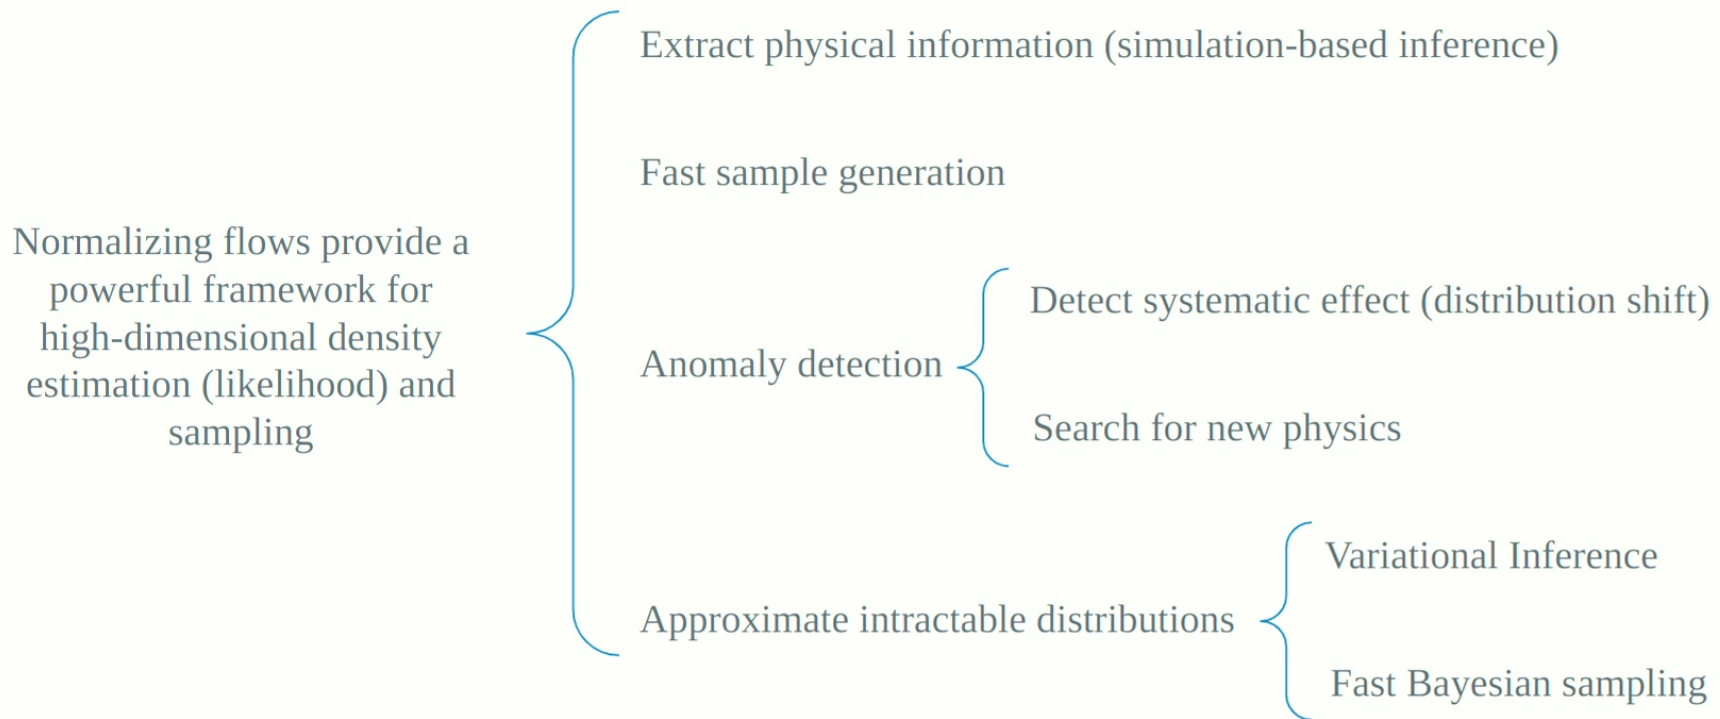 Normalizing flows provide a
powerful framework for
high-dimensional density
estimation (likelihood) and
sampling
Extract physical information (simulation-based inference)
Fast sample generation
Anomaly detection
Detect systematic effect (distribution shift)
Search for new physics
Approximate intractable distributions
Variational Inference
Fast Bayesian sampling